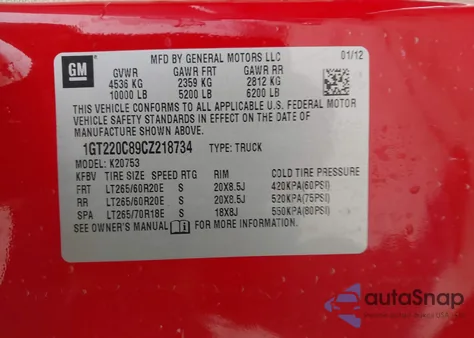 GM
MFD BY GENERAL MOTORS LLC 01/12
GVWR GAWR FRT GAWR RR
4536 KG 2359 KG 2812 KG
10000 LB 5200 LB 6200 LB
THIS VEHICLE CONFORMS TO ALL APPLICABLE U.S. FEDERAL MOTOR
VEHICLE SAFETY STANDARDS IN EFFECT ON THE DATE OF
MANUFACTURE SHOWN ABOVE.
1GT220C89CZ218734 TYPE: TRUCK
MODEL: K20753
KFBV TIRE SIZE SPEED RTG RIM COLD TIRE PRESSURE
FRT LT265/60R20E S 20X8.5J 420KPA(60PSI)
RR LT265/60R20E S 20X8.5J 520KPA(75PSI)
SPA LT265/70R18E S 18X8J 550KPA(80PSI)
SEE OWNER'S MANUAL FOR MORE INFORMATION
autoSnap